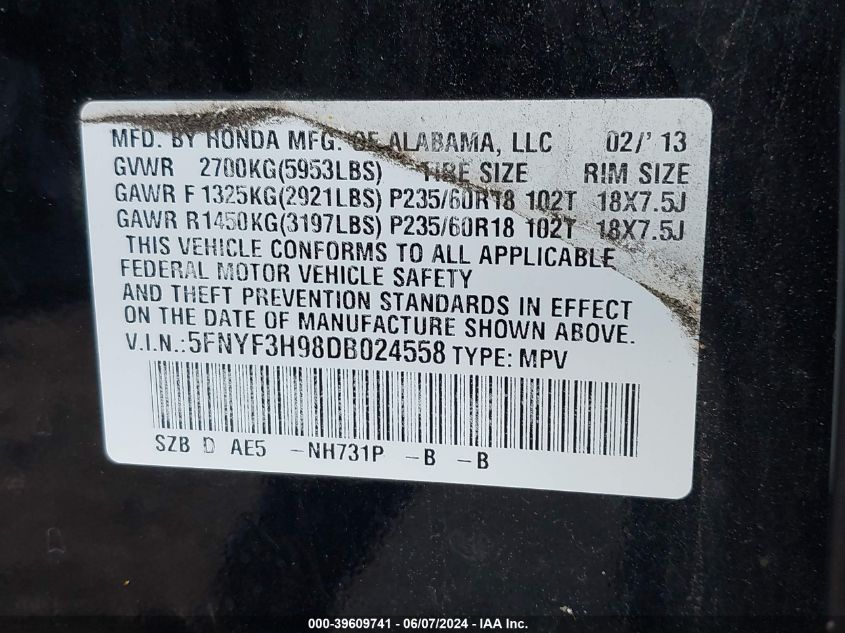 MFD. BY HONDA MFG. OF ALABAMA, LLC 02/' 13
GVWR 2700KG(5953LBS) TIRE SIZE RIM SIZE
GAWR F 1325KG(2921LBS) P235/60R18 102T 18X7.5J
GAWR R1450KG(3197LBS) P235/60R18 102T 18X7.5J
THIS VEHICLE CONFORMS TO ALL APPLICABLE
FEDERAL MOTOR VEHICLE SAFETY
AND THEFT PREVENTION STANDARDS IN EFFECT
ON THE DATE OF MANUFACTURE SHOWN ABOVE.
V.I.N.:5FNYF3H98DB024558 TYPE: MPV
SZB D AE5 -NH731P -B -B
000-39609741 - 06/07/2024 - IAA Inc.